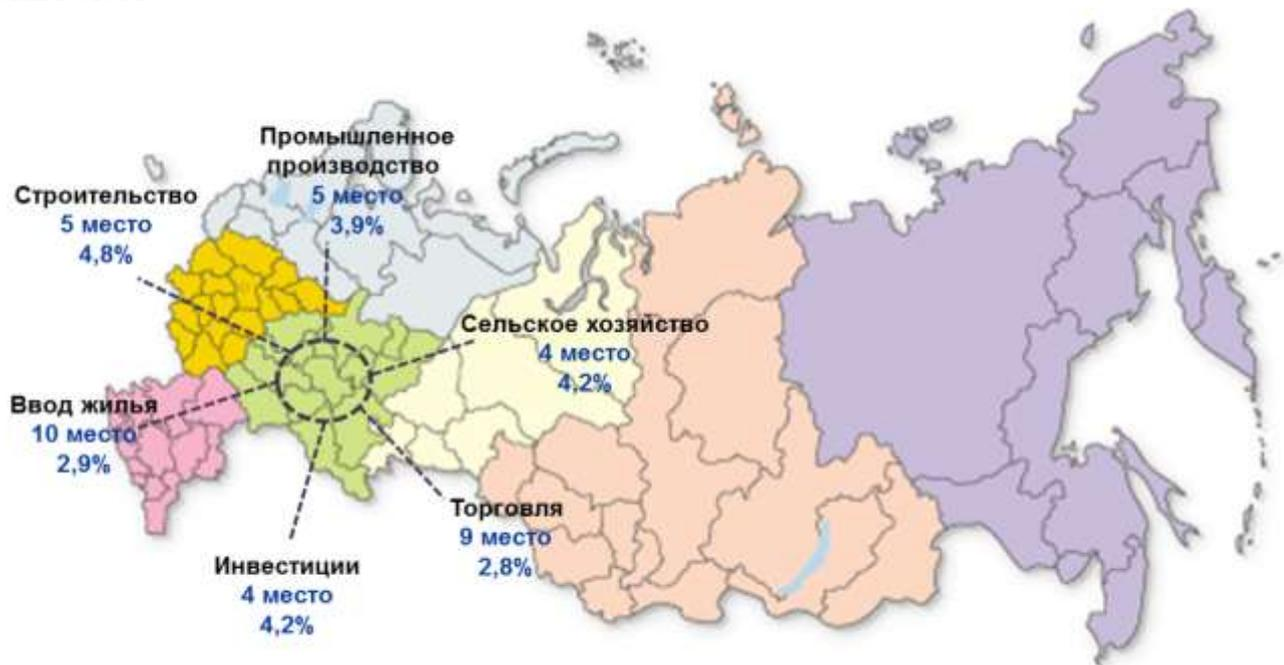 Промышленное
производство
5 место
3,9%
Строительство
5 место
4,8%
Сельское хозяйство
4 место
4,2%
Ввод жилья
10 место
2,9%
Торговля
9 место
2,8%
Инвестиции
4 место
4,2%